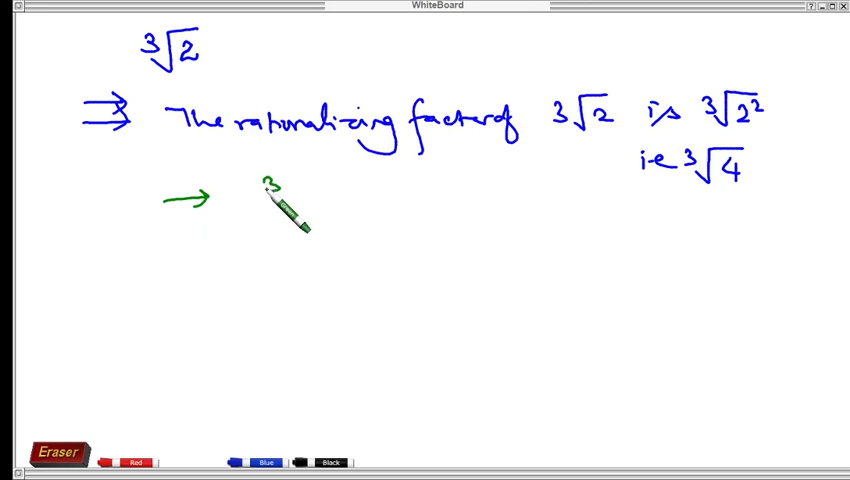 WhiteBoard
³√2
⇒ The rationalizing factor of ³√2 is ³√2²
i.e ³√4
→ 3
Green
Eraser
Red Blue Black